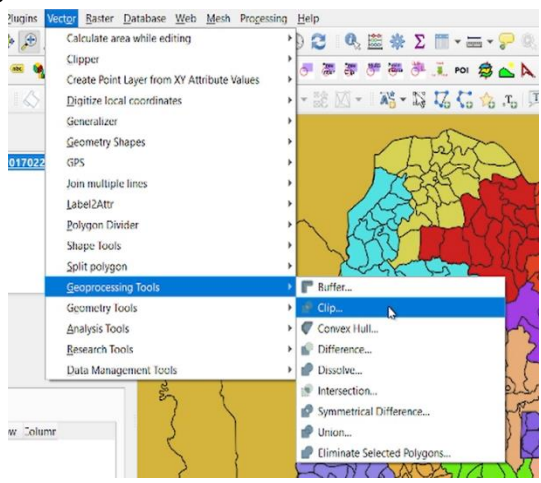 Plugins Vector Raster Database Web Mesh Processing Help
Calculate area while editing
Clipper
Create Point Layer from XY Attribute Values
Digitize local coordinates
Generalizer
Geometry Shapes
GPS
Join multiple lines
Label2Attr
Polygon Divider
Shape Tools
Split polygon
Geoprocessing Tools
Geometry Tools
Analysis Tools
Research Tools
Data Management Tools
Buffer...
Clip...
Convex Hull...
Difference...
Dissolve...
Intersection...
Symmetrical Difference...
Union...
Eliminate Selected Polygons...
abc
POI
2017022
Column